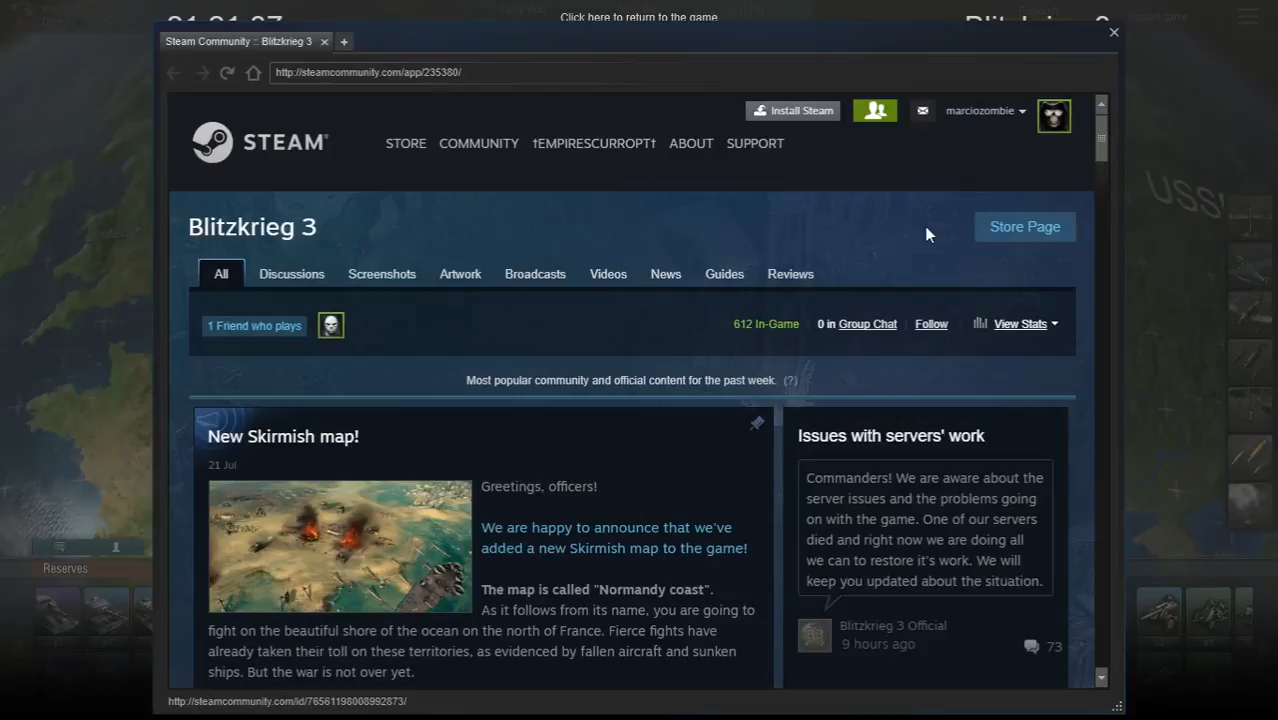 Click here to return to the game
Steam Community :: Blitzkrieg 3
http://steamcommunity.com/app/235380/
Install Steam
marciozombie
STEAM®
STORE COMMUNITY †EMPIRESCURROPT† ABOUT SUPPORT
Blitzkrieg 3
Store Page
All Discussions Screenshots Artwork Broadcasts Videos News Guides Reviews
1 Friend who plays
612 In-Game 0 in Group Chat Follow View Stats
Most popular community and official content for the past week. (?)
New Skirmish map!
21 Jul
Greetings, officers!
We are happy to announce that we've
added a new Skirmish map to the game!
The map is called "Normandy coast".
As it follows from its name, you are going to
fight on the beautiful shore of the ocean on the north of France. Fierce fights have
already taken their toll on these territories, as evidenced by fallen aircraft and sunken
ships. But the war is not over yet.
Issues with servers' work
Commanders! We are aware about the
server issues and the problems going
on with the game. One of our servers
died and right now we are doing all
we can to restore it's work. We will
keep you updated about the situation.
Blitzkrieg 3 Official
9 hours ago
73
USSR
Reserves
http://steamcommunity.com/id/76561198008992873/